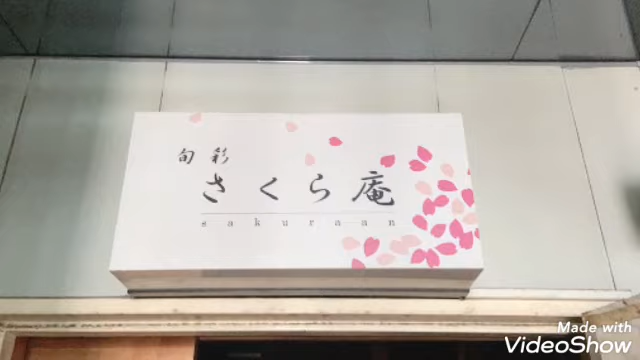 旬彩
さくら庵
sakuraan
Made with
VideoShow